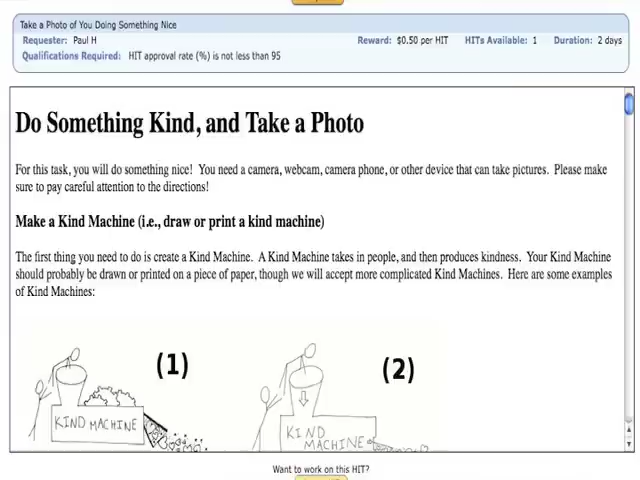 Take a Photo of You Doing Something Nice
Requester: Paul H Reward: $0.50 per HIT HITs Available: 1 Duration: 2 days
Qualifications Required: HIT approval rate (%) is not less than 95
Do Something Kind, and Take a Photo
For this task, you will do something nice! You need a camera, webcam, camera phone, or other device that can take pictures. Please make
sure to pay careful attention to the directions!
Make a Kind Machine (i.e., draw or print a kind machine)
The first thing you need to do is create a Kind Machine. A Kind Machine takes in people, and then produces kindness. Your Kind Machine
should probably be drawn or printed on a piece of paper, though we will accept more complicated Kind Machines. Here are some examples
of Kind Machines:
(1)
(2)
KIND MACHINE
KIND
MACHINE
Want to work on this HIT?